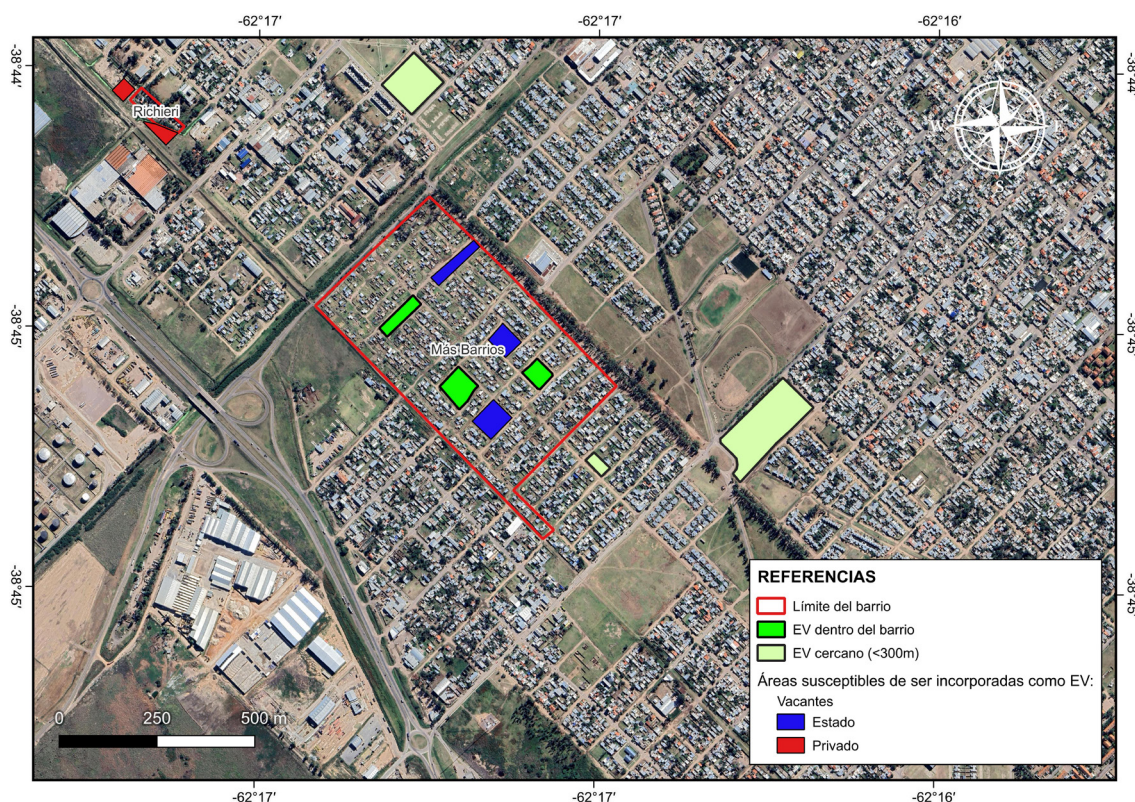 -62°17′ -62°17′ -62°16′
-38°44′
-38°44′
Richieri
N
W E
S
-38°45′
-38°45′
Más Barrios
-38°45′
-38°45′
REFERENCIAS
Límite del barrio
EV dentro del barrio
EV cercano (<300m)
Áreas susceptibles de ser incorporadas como EV:
Vacantes
Estado
Privado
0 250 500 m
-62°17′ -62°17′ -62°16′